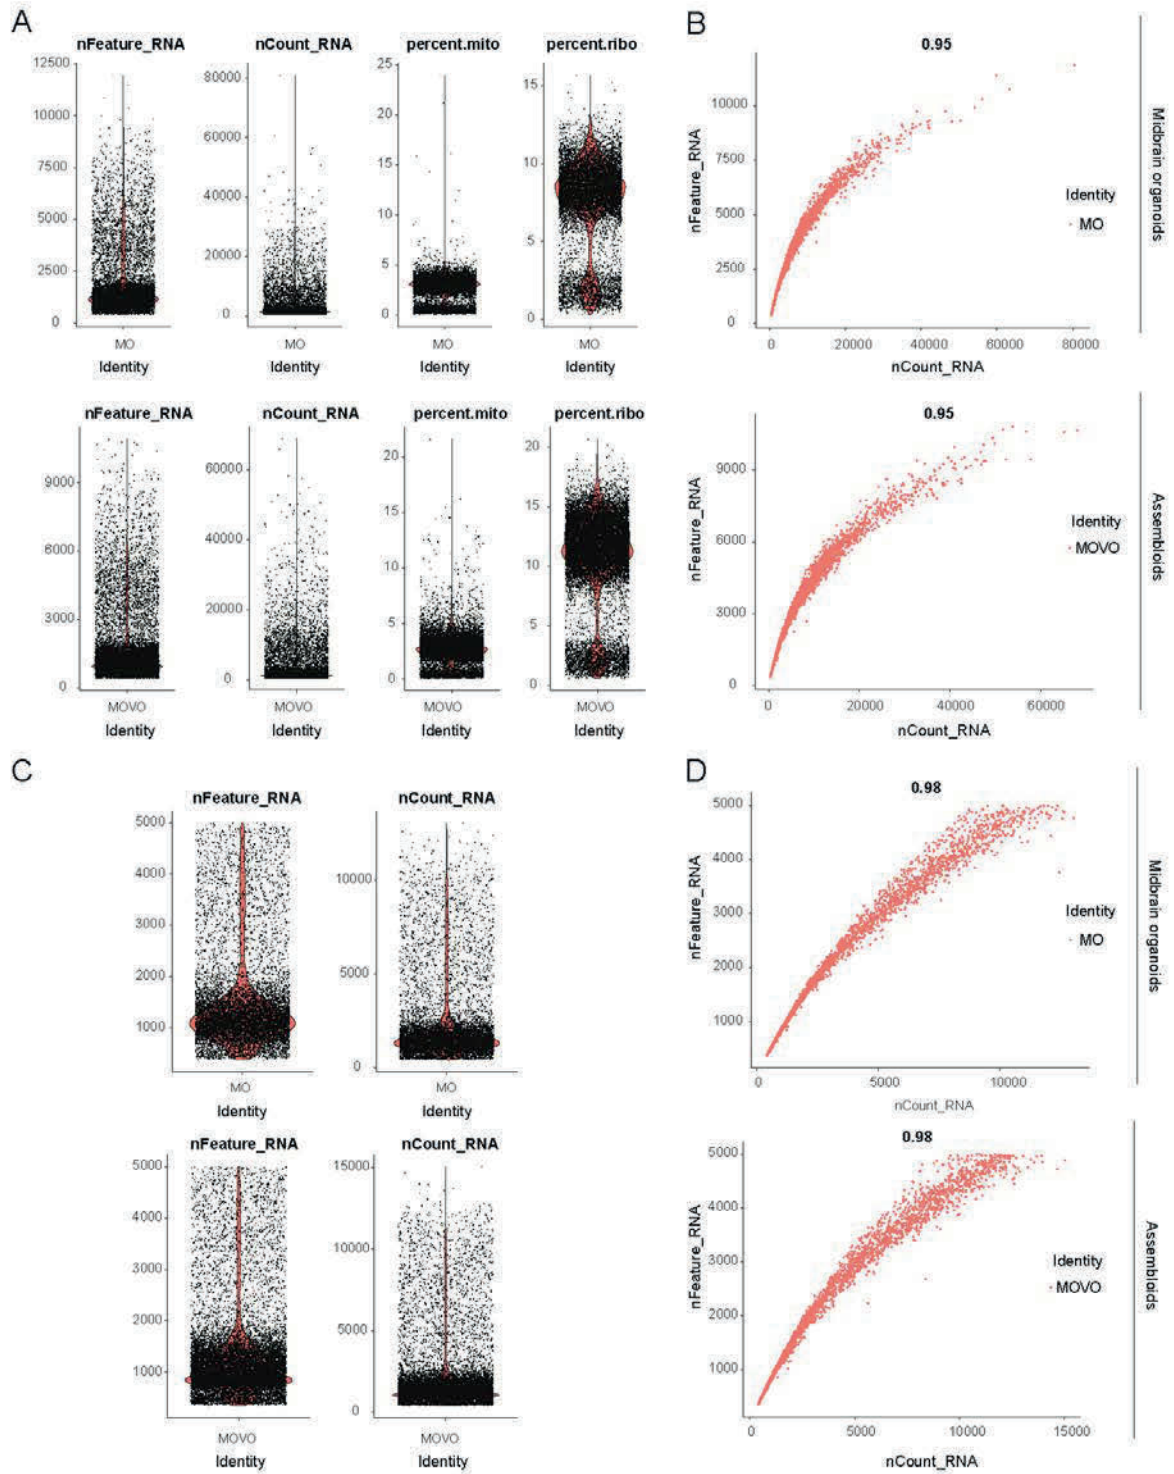 A
B
nFeature_RNA nCount_RNA percent.mito percent.ribo
12500
10000
7500
5000
2500
0
80000
60000
40000
20000
0
25
20
15
10
5
0
15
10
5
0
MO MO MO MO
Identity Identity Identity Identity
0.95
nFeature_RNA
10000
7500
5000
2500
0
0 20000 40000 60000 80000
nCount_RNA
Identity
MO
Midbrain organoids
nFeature_RNA nCount_RNA percent.mito percent.ribo
9000
6000
3000
0
60000
40000
20000
0
20
15
10
5
0
20
15
10
5
0
MOVO MOVO MOVO MOVO
Identity Identity Identity Identity
0.95
nFeature_RNA
9000
6000
3000
0
0 20000 40000 60000
nCount_RNA
Identity
MOVO
Assembloids
C
D
nFeature_RNA nCount_RNA
5000
4000
3000
2000
1000
10000
5000
0
MO MO
Identity Identity
0.98
nFeature_RNA
5000
4000
3000
2000
1000
0 5000 10000
nCount_RNA
Identity
MO
Midbrain organoids
nFeature_RNA nCount_RNA
5000
4000
3000
2000
1000
15000
10000
5000
0
MOVO MOVO
Identity Identity
0.98
nFeature_RNA
5000
4000
3000
2000
1000
0 5000 10000 15000
nCount_RNA
Identity
MOVO
Assembloids